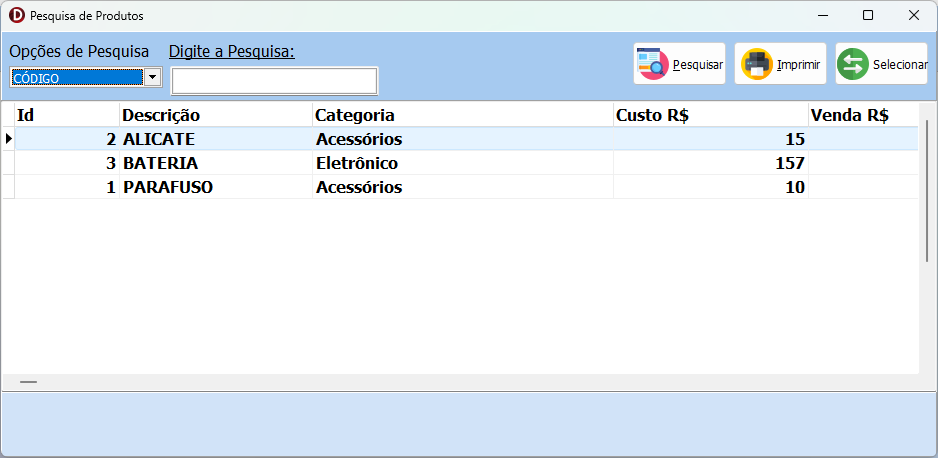 Pesquisa de Produtos
Opções de Pesquisa Digite a Pesquisa:
CÓDIGO
Pesquisar Imprimir Selecionar
Id Descrição Categoria Custo R$ Venda R$
2 ALICATE Acessórios 15
3 BATERIA Eletrônico 157
1 PARAFUSO Acessórios 10